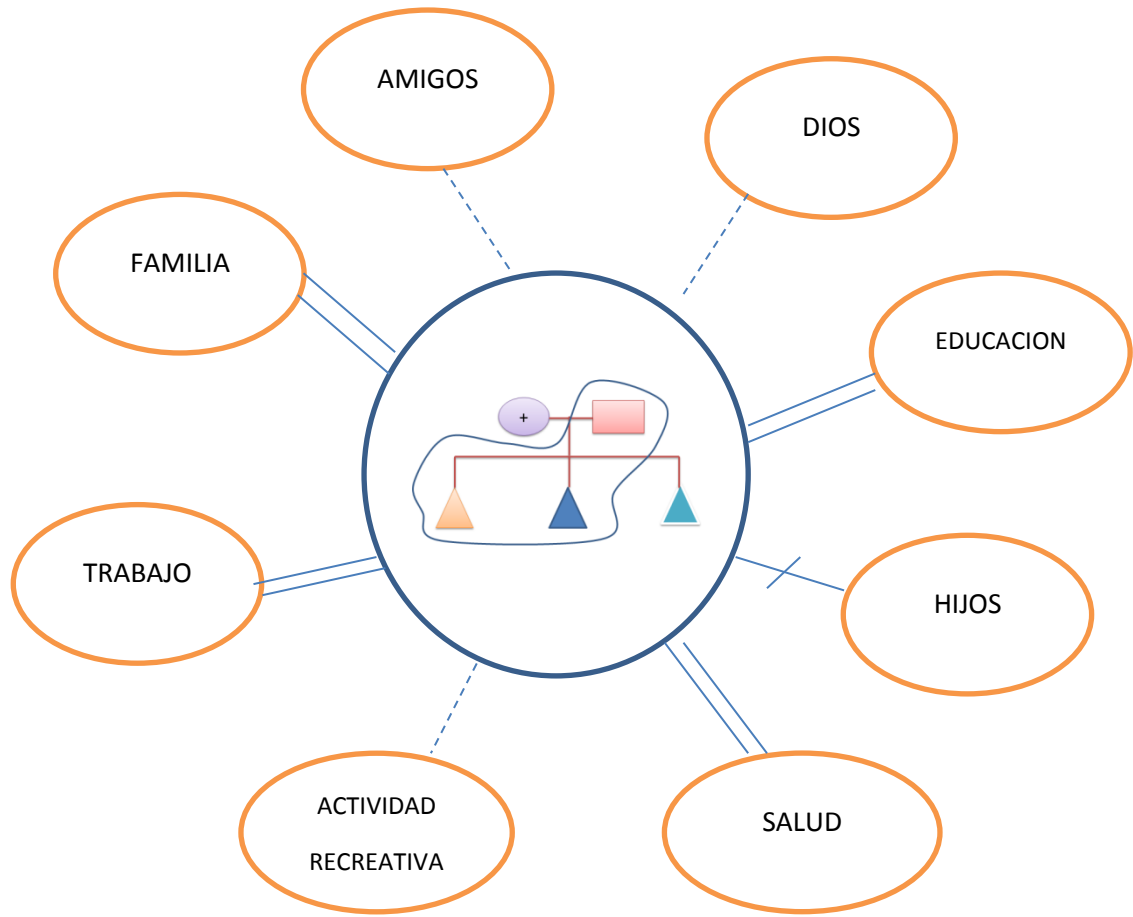 AMIGOS
DIOS
FAMILIA
EDUCACION
+
TRABAJO
HIJOS
ACTIVIDAD
RECREATIVA
SALUD